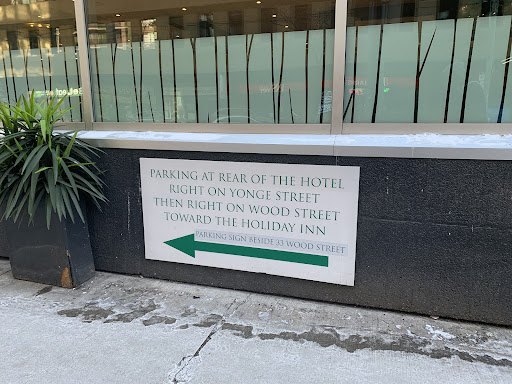 PARKING AT REAR OF THE HOTEL
RIGHT ON YONGE STREET
THEN RIGHT ON WOOD STREET
TOWARD THE HOLIDAY INN
PARKING SIGN BESIDE 33 WOOD STREET